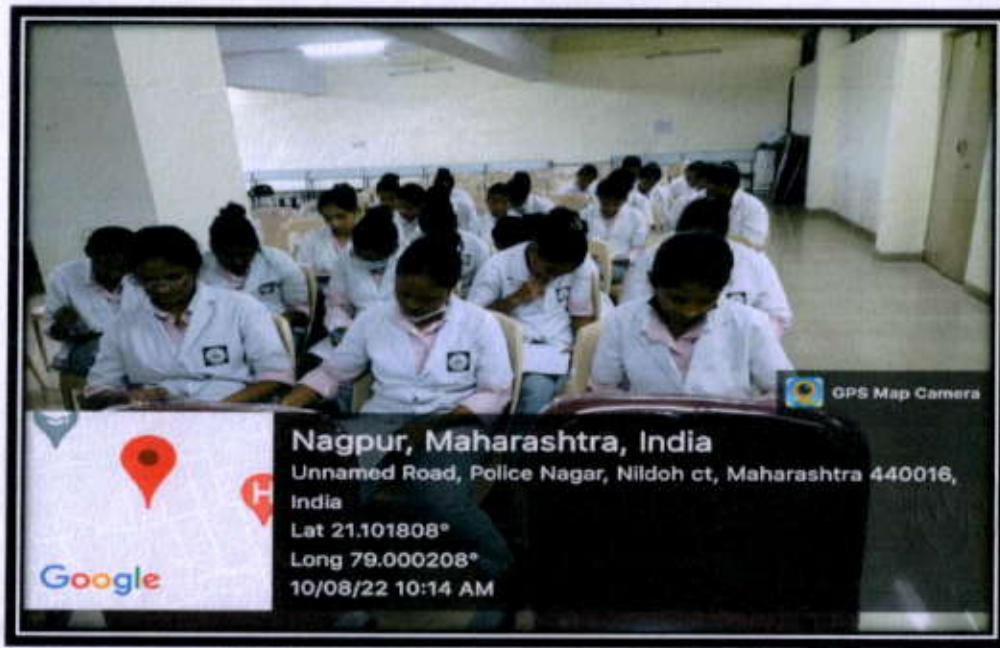 GPS Map Camera
Nagpur, Maharashtra, India
Unnamed Road, Police Nagar, Nildoh ct, Maharashtra 440016,
India
Lat 21.101808°
Long 79.000208°
10/08/22 10:14 AM
H
Google